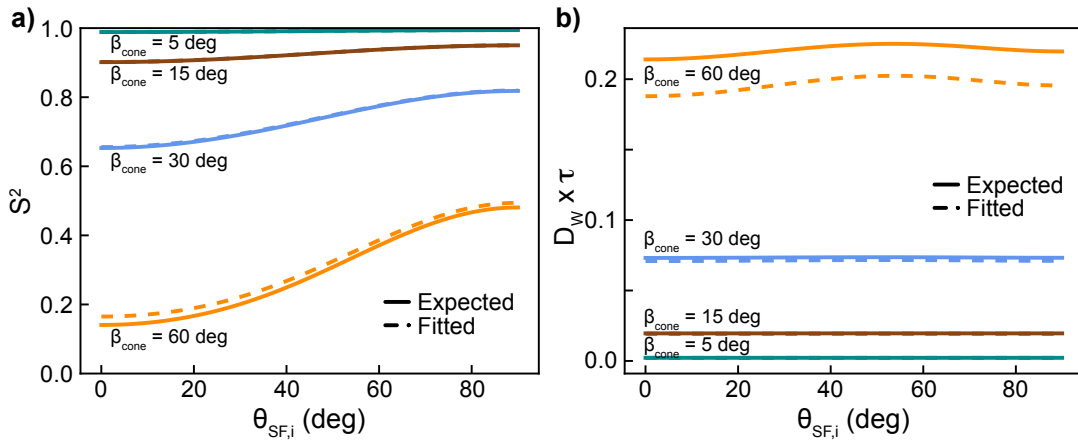 a)
1.0
β_cone = 5 deg
β_cone = 15 deg
0.8
0.6
β_cone = 30 deg
S²
0.4
0.2
β_cone = 60 deg
Expected
Fitted
0.0
0 20 40 60 80
θ_SF,i (deg)
b)
β_cone = 60 deg
0.2
D_W x τ
Expected
Fitted
0.1
β_cone = 30 deg
β_cone = 15 deg
β_cone = 5 deg
0.0
0 20 40 60 80
θ_SF,i (deg)